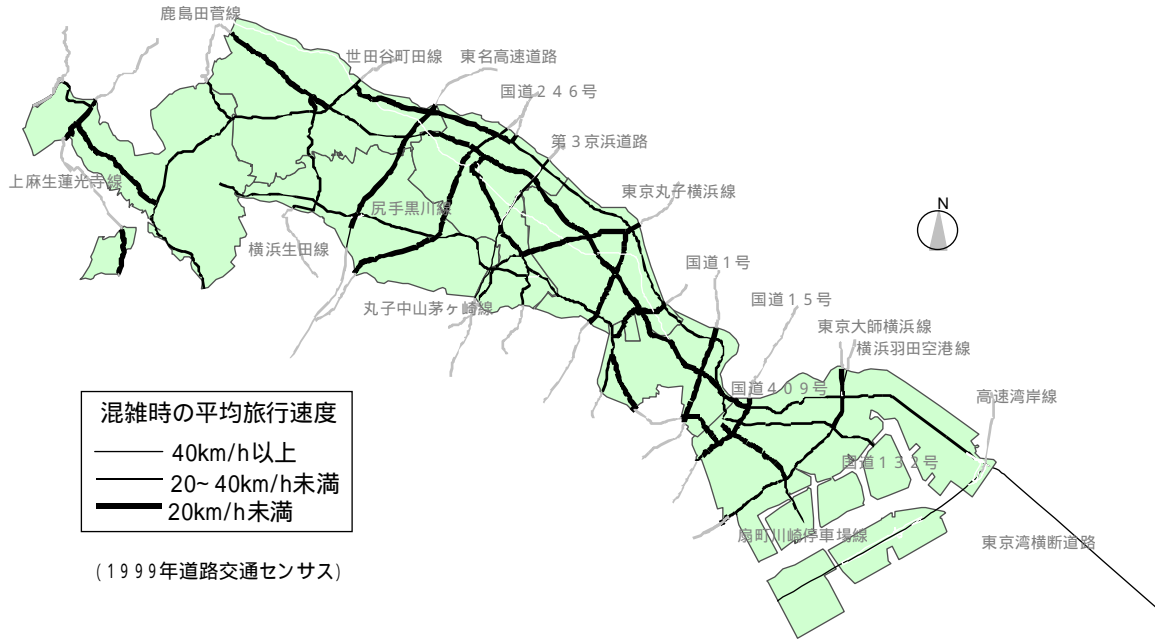 鹿島田菅線
世田谷町田線
東名高速道路
国道246号
第3京浜道路
上麻生蓮光寺線
尻手黒川線
東京丸子横浜線
N
横浜生田線
国道1号
国道15号
丸子中山茅ヶ崎線
東京大師横浜線
横浜羽田空港線
国道409号
高速湾岸線
混雑時の平均旅行速度
40km/h以上
20~40km/h未満
20km/h未満
国道132号
扇町川崎停車場線
東京湾横断道路
(1999年道路交通センサス)